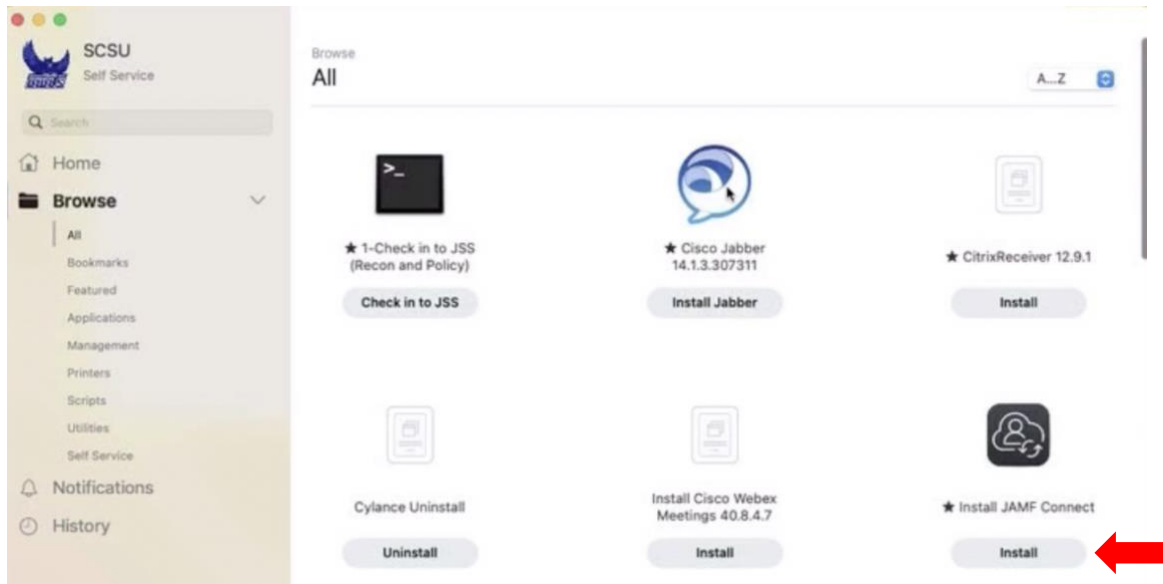 SCSU
Self Service
Search
Home
Browse
All
Bookmarks
Featured
Applications
Management
Printers
Scripts
Utilities
Self Service
Notifications
History
Browse
All
A...Z
>_
★ 1-Check in to JSS
(Recon and Policy)
Check in to JSS
★ Cisco Jabber
14.1.3.307311
Install Jabber
★ CitrixReceiver 12.9.1
Install
Cylance Uninstall
Uninstall
Install Cisco Webex
Meetings 40.8.4.7
Install
★ Install JAMF Connect
Install